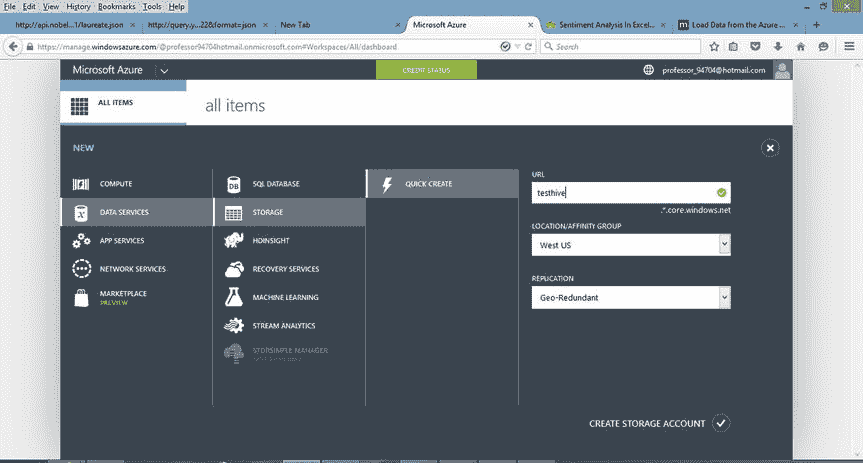 File Edit View History Bookmarks Tools Help
http://api.nobel...1/laureate.json
http://query.y...22&format=json
New Tab
Microsoft Azure
Sentiment Analysis In Excel...
Load Data from the Azure ...
https://manage.windowsazure.com/@professor94704hotmail.onmicrosoft.com#Workspaces/All/dashboard
Search
Microsoft Azure
CREDIT STATUS
professor_94704@hotmail.com
ALL ITEMS
all items
NEW
COMPUTE
DATA SERVICES
APP SERVICES
NETWORK SERVICES
MARKETPLACE
PREVIEW
SQL DATABASE
STORAGE
HDINSIGHT
RECOVERY SERVICES
MACHINE LEARNING
STREAM ANALYTICS
STORSIMPLE MANAGER
QUICK CREATE
URL
testhive
.*.core.windows.net
LOCATION/AFFINITY GROUP
West US
REPLICATION
Geo-Redundant
CREATE STORAGE ACCOUNT